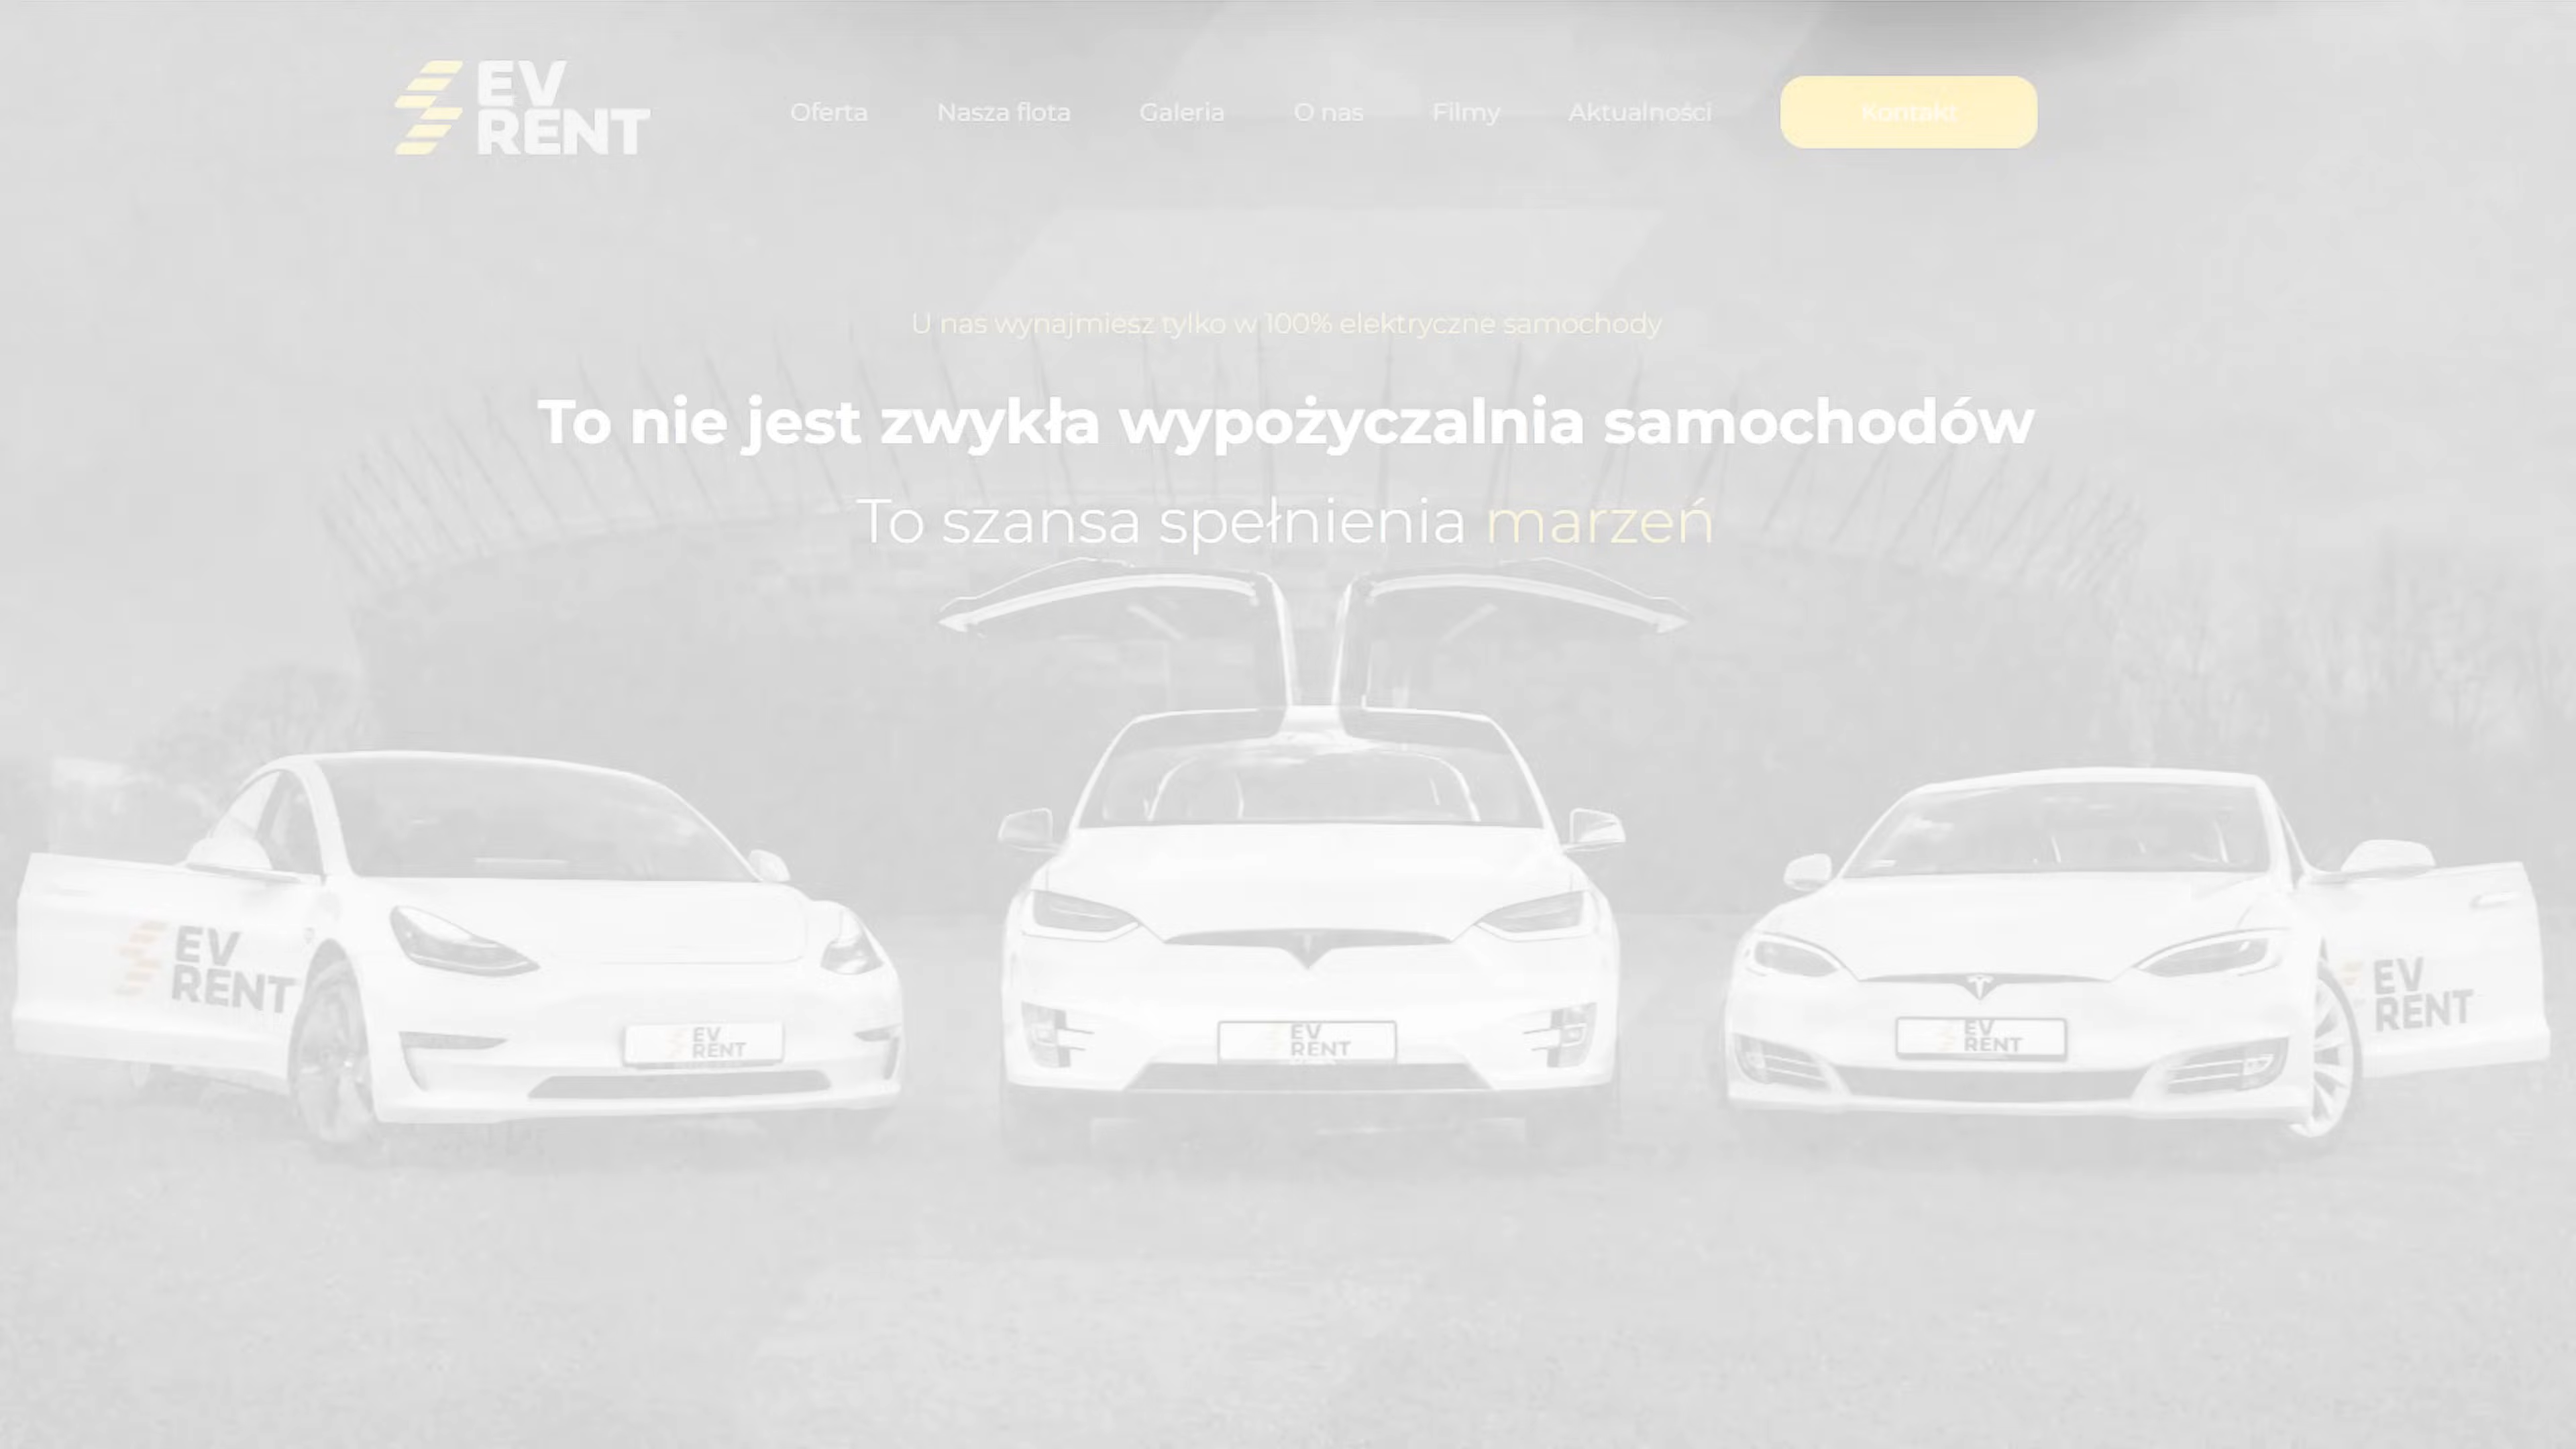 EV
RENT
Oferta
Nasza flota
Galeria
O nas
Filmy
Aktualności
Kontakt
U nas wynajmiesz tylko w 100% elektryczne samochody
To nie jest zwykła wypożyczalnia samochodów
To szansa spełnienia marzeń
EV
RENT
EV
RENT
EV
RENT
EV
RENT
EV
RENT